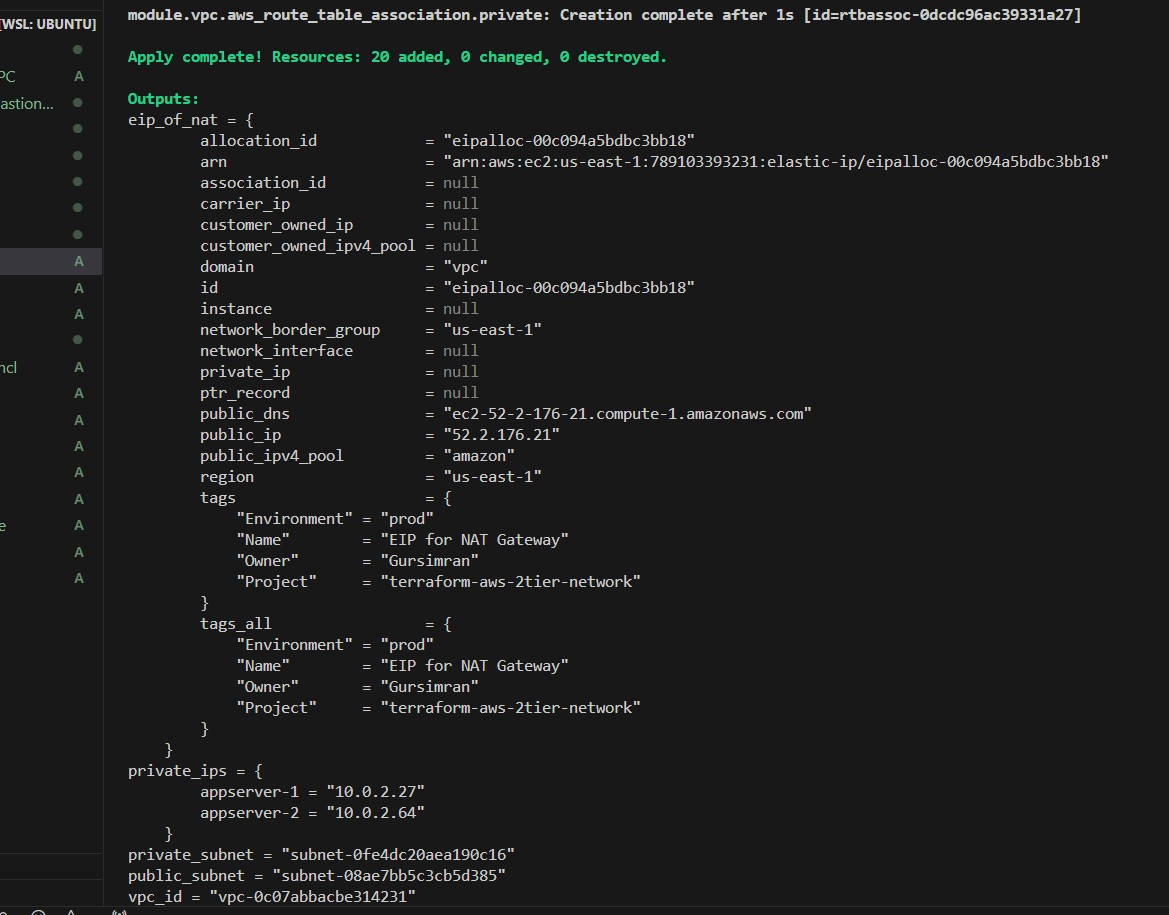 [WSL: UBUNTU]
PC A
astion...
A
A
A
ncl A
A
A
A
A
A
e A
A
A
module.vpc.aws_route_table_association.private: Creation complete after 1s [id=rtbassoc-0dcdc96ac39331a27]
Apply complete! Resources: 20 added, 0 changed, 0 destroyed.
Outputs:
eip_of_nat = {
allocation_id = "eipalloc-00c094a5bdbc3bb18"
arn = "arn:aws:ec2:us-east-1:789103393231:elastic-ip/eipalloc-00c094a5bdbc3bb18"
association_id = null
carrier_ip = null
customer_owned_ip = null
customer_owned_ipv4_pool = null
domain = "vpc"
id = "eipalloc-00c094a5bdbc3bb18"
instance = null
network_border_group = "us-east-1"
network_interface = null
private_ip = null
ptr_record = null
public_dns = "ec2-52-2-176-21.compute-1.amazonaws.com"
public_ip = "52.2.176.21"
public_ipv4_pool = "amazon"
region = "us-east-1"
tags = {
"Environment" = "prod"
"Name" = "EIP for NAT Gateway"
"Owner" = "Gursimran"
"Project" = "terraform-aws-2tier-network"
}
tags_all = {
"Environment" = "prod"
"Name" = "EIP for NAT Gateway"
"Owner" = "Gursimran"
"Project" = "terraform-aws-2tier-network"
}
}
private_ips = {
appserver-1 = "10.0.2.27"
appserver-2 = "10.0.2.64"
}
private_subnet = "subnet-0fe4dc20aea190c16"
public_subnet = "subnet-08ae7bb5c3cb5d385"
vpc_id = "vpc-0c07abbacbe314231"